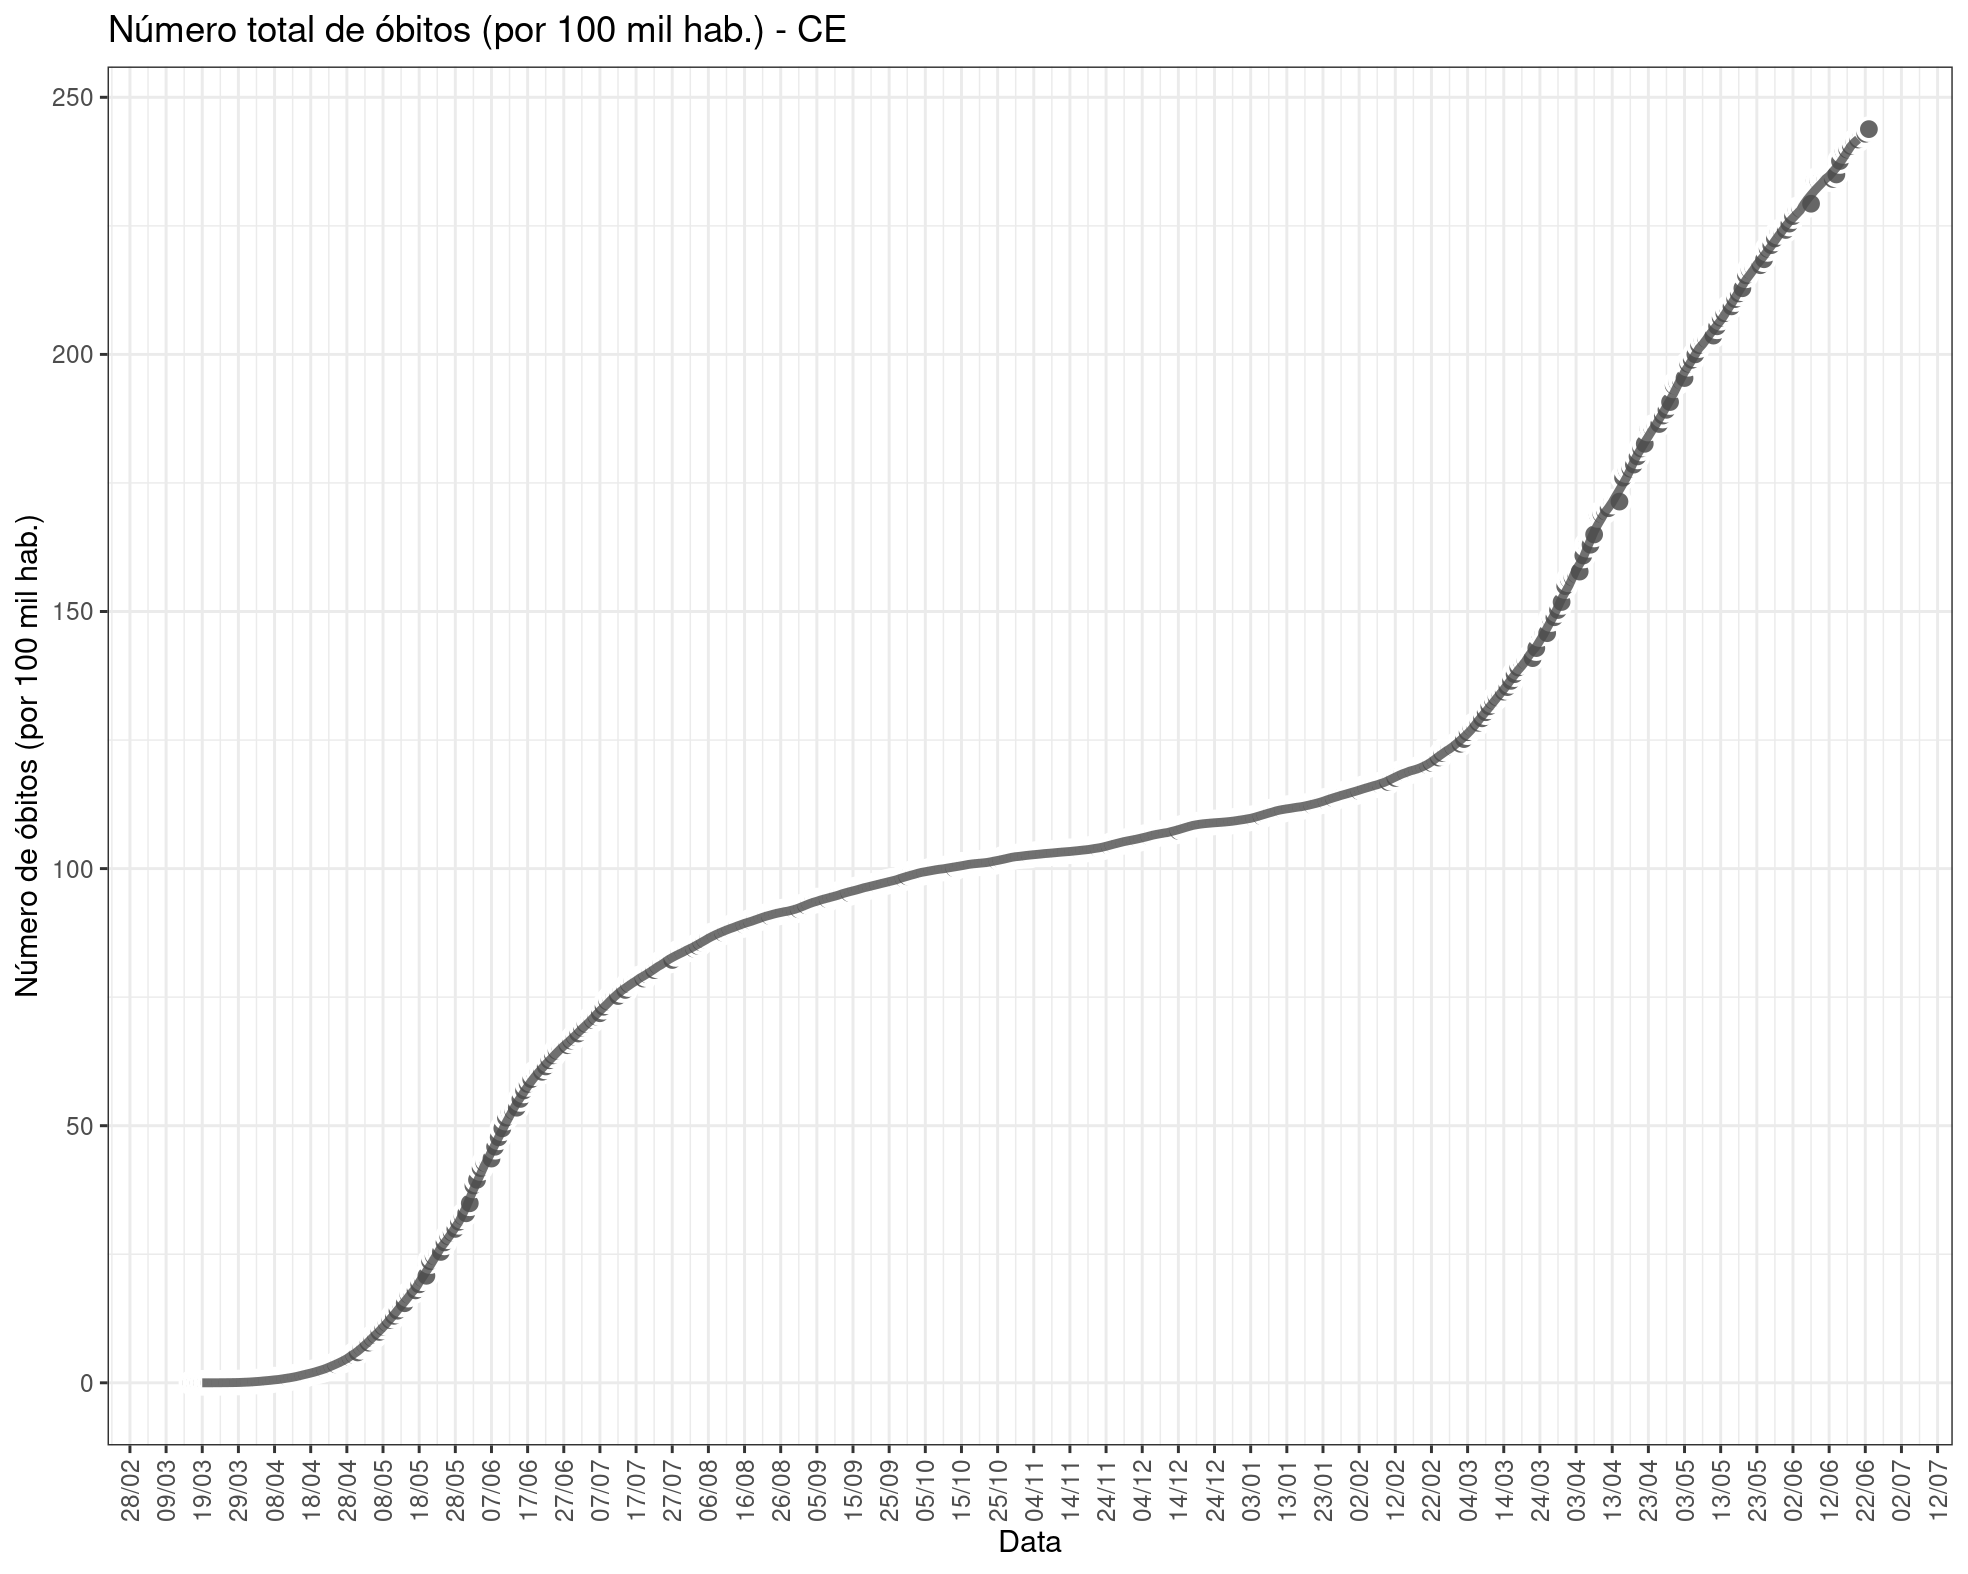 Número total de óbitos (por 100 mil hab.) - CE
Número de óbitos (por 100 mil hab.)
250
200
150
100
50
0
28/02 09/03 19/03 29/03 08/04 18/04 28/04 08/05 18/05 28/05 07/06 17/06 27/06 07/07 17/07 27/07 06/08 16/08 26/08 05/09 15/09 25/09 05/10 15/10 25/10 04/11 14/11 24/11 04/12 14/12 24/12 03/01 13/01 23/01 02/02 12/02 22/02 04/03 14/03 24/03 03/04 13/04 23/04 03/05 13/05 23/05 02/06 12/06 22/06 02/07 12/07
Data